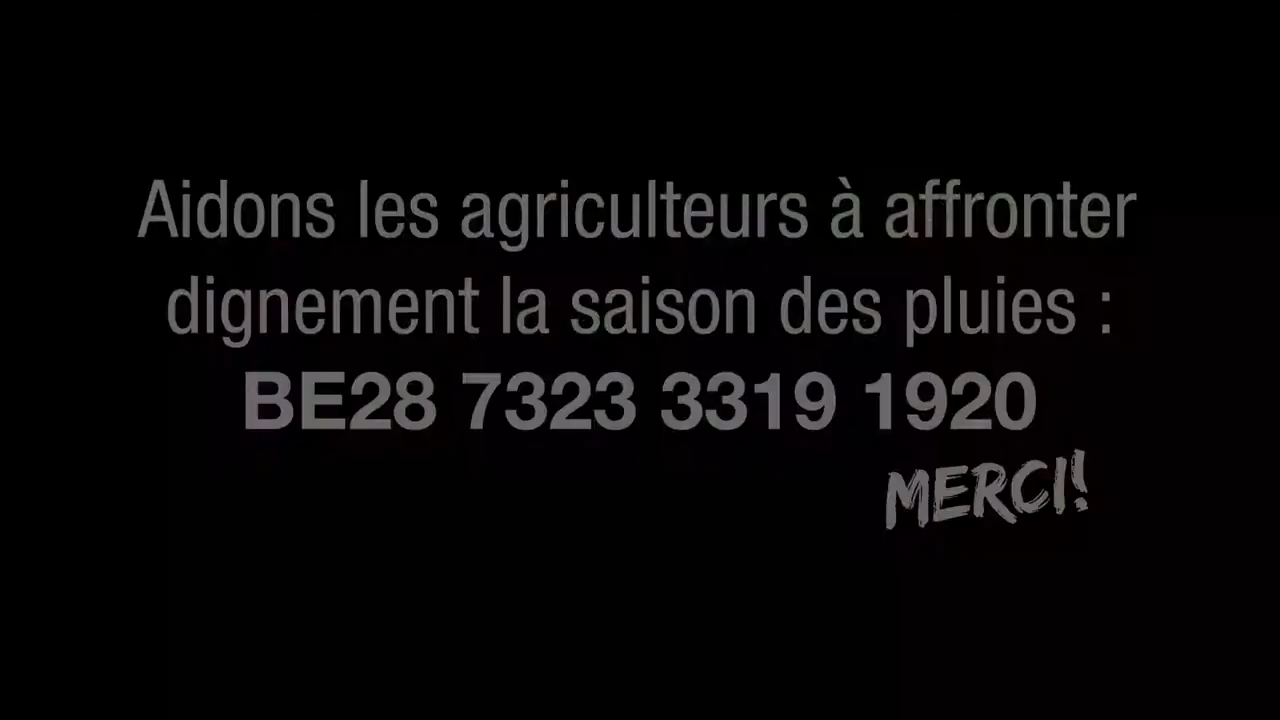 Aidons les agriculteurs à affronter
dignement la saison des pluies :
BE28 7323 3319 1920
MERCI!